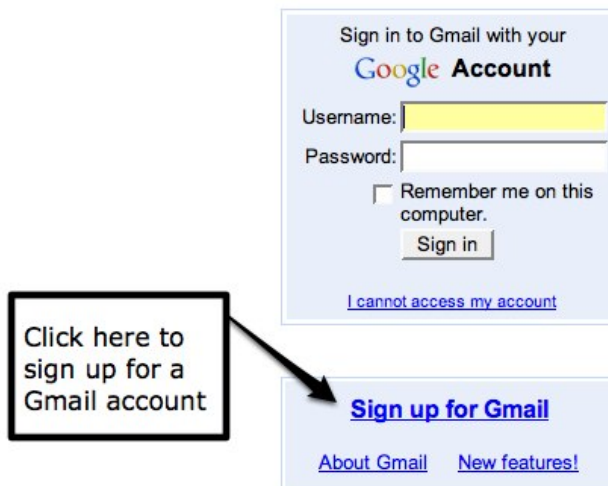 Sign in to Gmail with your
Google Account
Username:
Password:
Remember me on this
computer.
Sign in
I cannot access my account
Click here to
sign up for a
Gmail account
Sign up for Gmail
About Gmail New features!